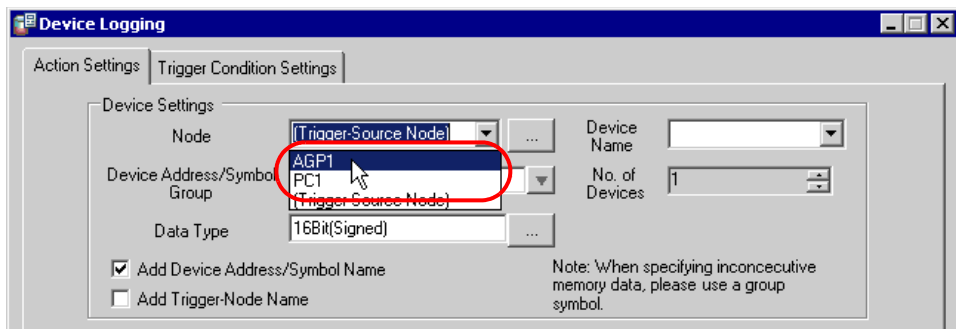 Device Logging
Action Settings Trigger Condition Settings
Device Settings
Node (Trigger-Source Node) ... Device Name
AGP1
Device Address/Symbol Group PC1 No. of Devices 1
(Trigger-Source Node)
Data Type 16Bit(Signed) ...
Add Device Address/Symbol Name
Add Trigger-Node Name
Note: When specifying inconcecutive
memory data, please use a group
symbol.